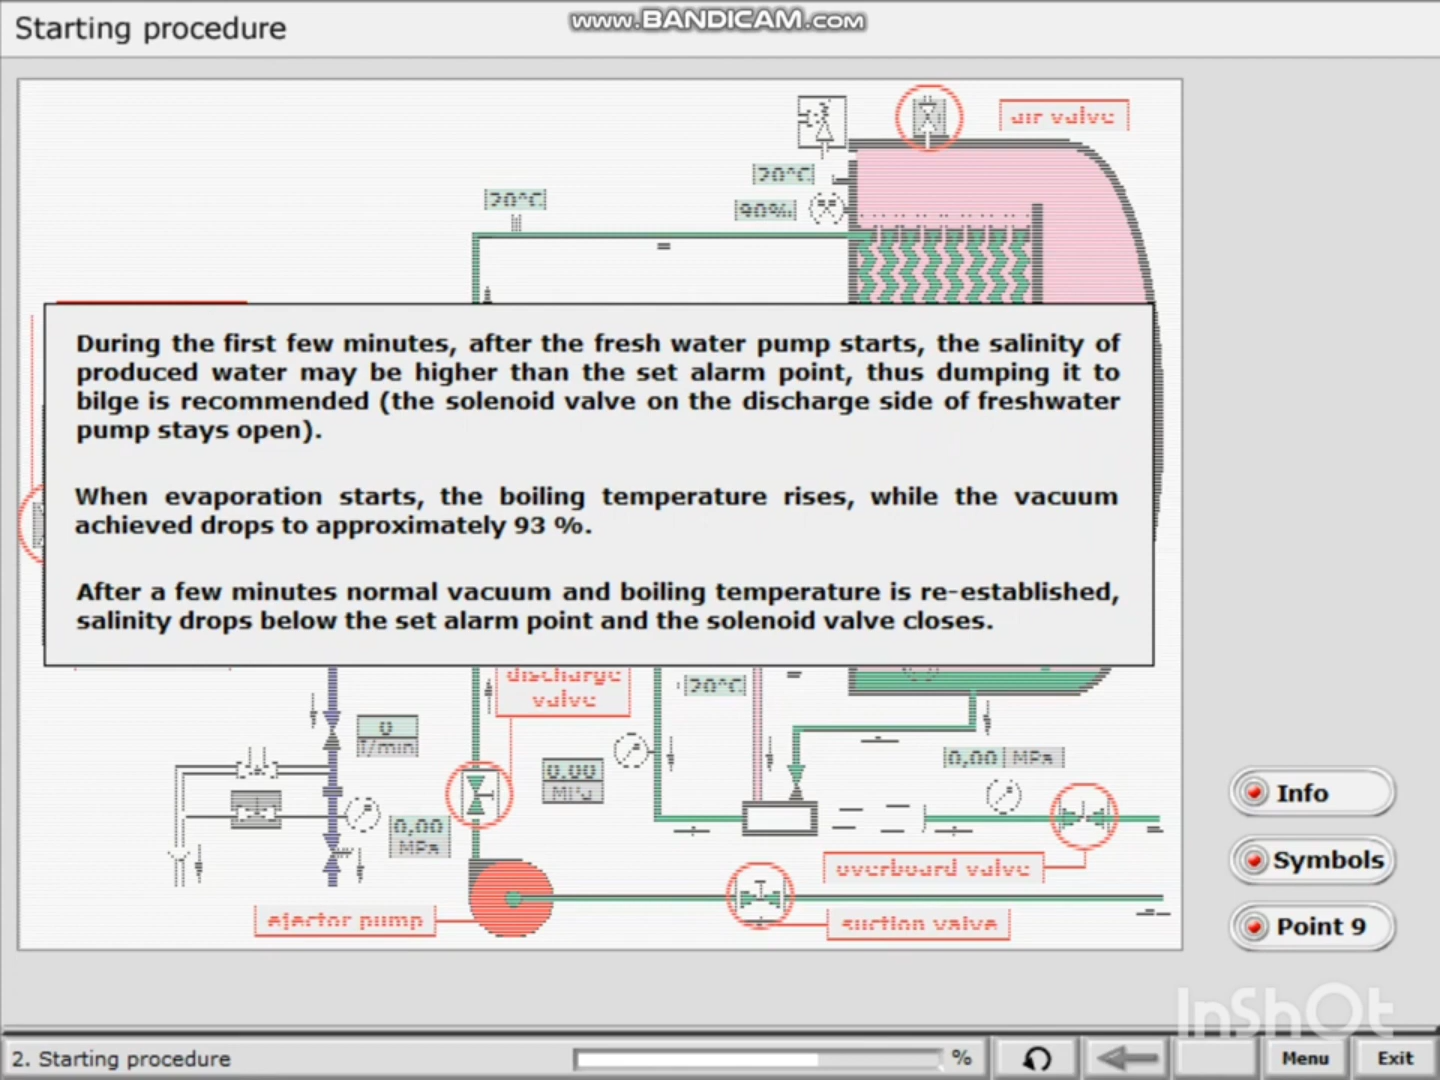 Starting procedure
www.BANDICAM.com
air valve
20°C
20°C
90%
During the first few minutes, after the fresh water pump starts, the salinity of
produced water may be higher than the set alarm point, thus dumping it to
bilge is recommended (the solenoid valve on the discharge side of freshwater
pump stays open).
When evaporation starts, the boiling temperature rises, while the vacuum
achieved drops to approximately 93 %.
After a few minutes normal vacuum and boiling temperature is re-established,
salinity drops below the set alarm point and the solenoid valve closes.
discharge
valve
20°C
0
l/min
0.00
MPa
0,00 MPa
0,00
MPa
overboard valve
ejector pump
suction valve
Info
Symbols
Point 9
InShOt
2. Starting procedure
%
Menu
Exit